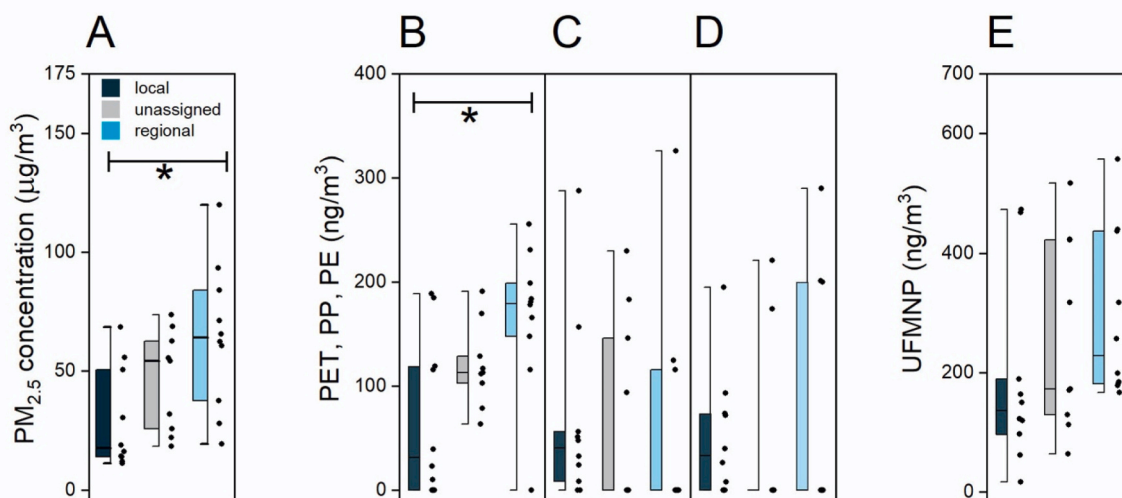 A
B
C
D
E
PM2.5 concentration (µg/m3)
175
150
100
50
0
local
unassigned
regional
*
PET, PP, PE (ng/m3)
400
300
200
100
0
*
UFMNP (ng/m3)
700
600
400
200
0